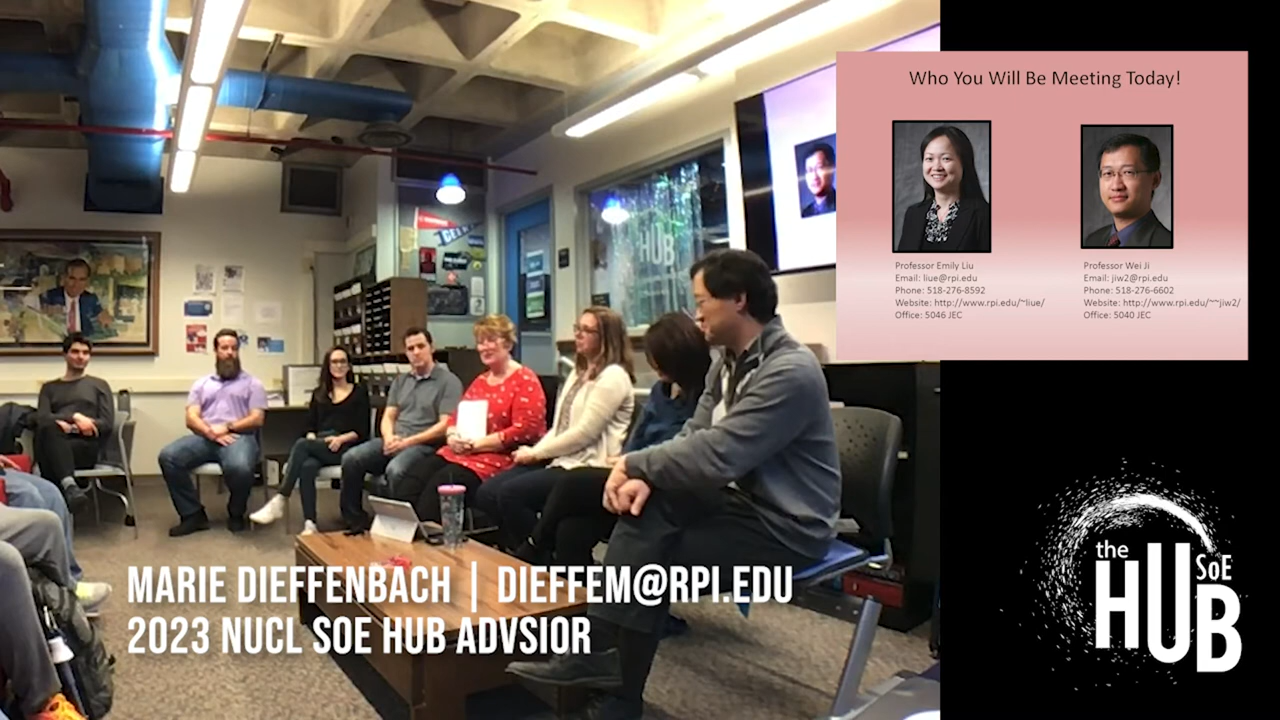 Who You Will Be Meeting Today!
Professor Emily Liu
Email: liue@rpi.edu
Phone: 518-276-8592
Website: http://www.rpi.edu/~liue/
Office: 5046 JEC
Professor Wei Ji
Email: jiw2@rpi.edu
Phone: 518-276-6602
Website: http://www.rpi.edu/~~jiw2/
Office: 5040 JEC
HUB
MARIE DIEFFENBACH | DIEFFEM@RPI.EDU
2023 NUCL SOE HUB ADVSIOR
the
HUB
SoE